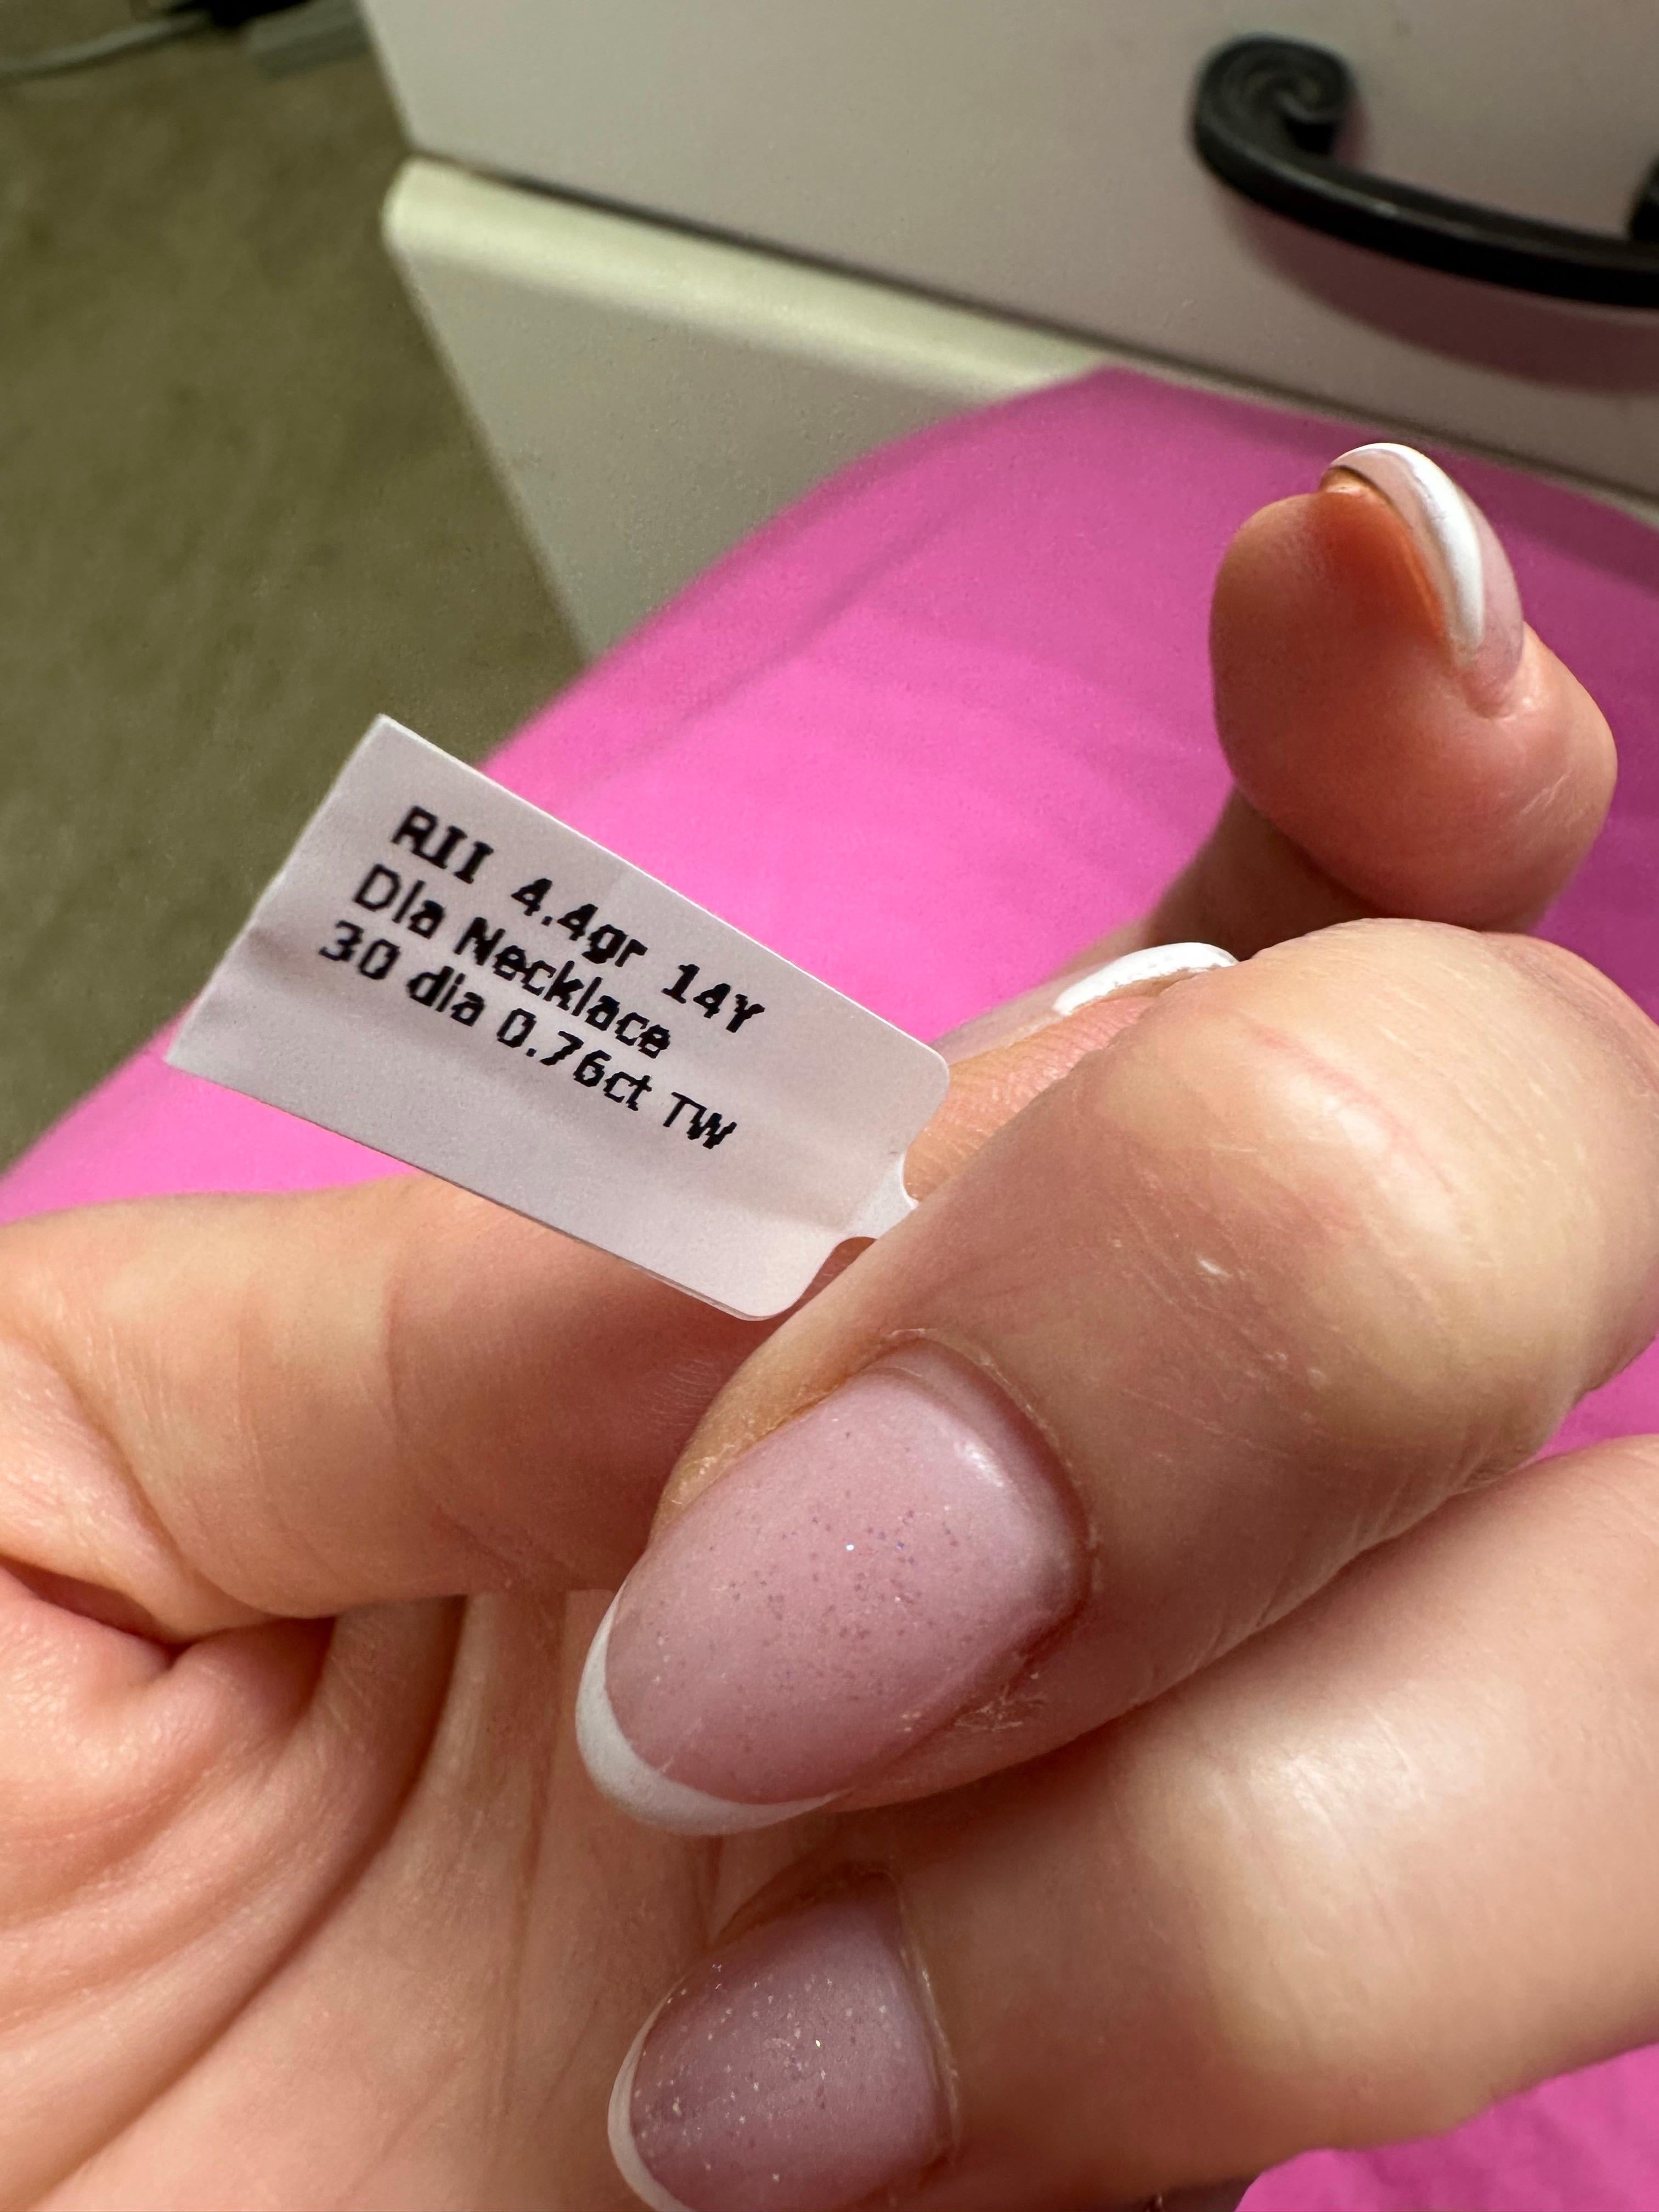 RII 4.4gr 14Y
Dia Necklace
30 dia 0.76ct TW